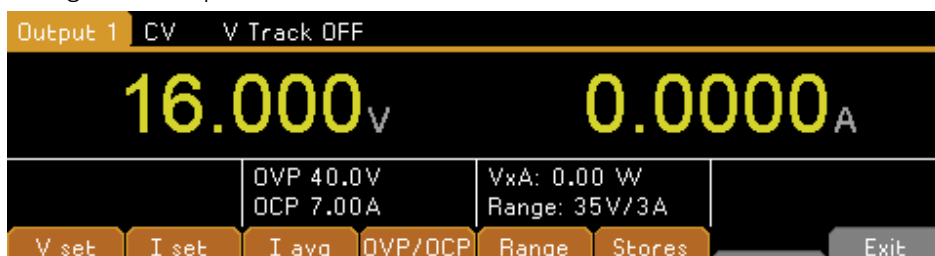 Output 1 CV V Track OFF
16.000V 0.0000A
OVP 40.0V VxA: 0.00 W
OCP 7.00A Range: 35V/3A
V set I set I avg OVP/OCP Range Stores Exit